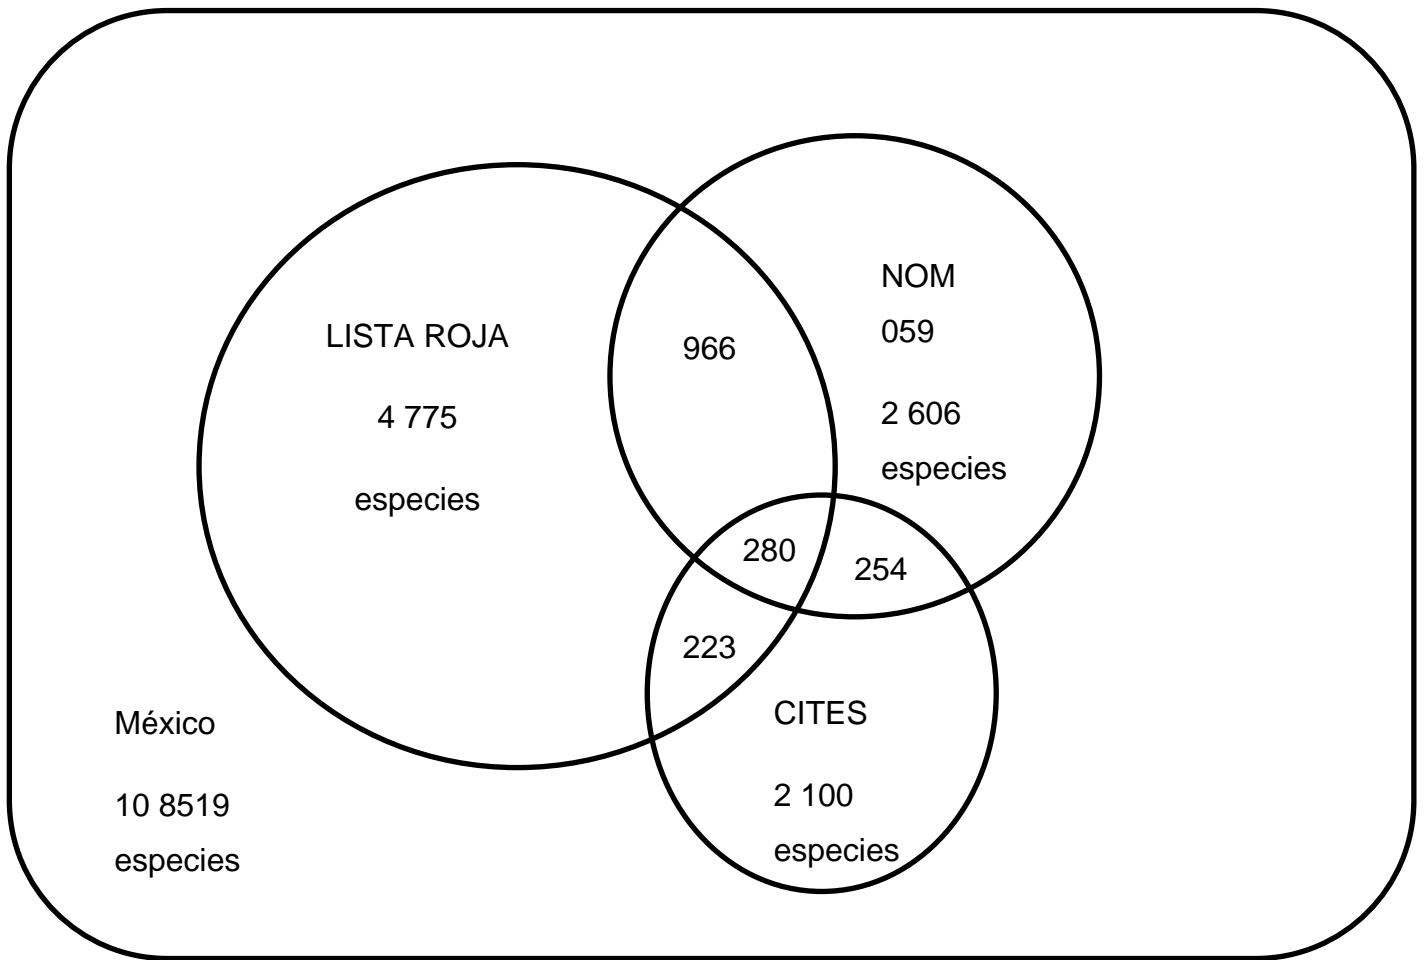 NOM
059
2 606
especies
LISTA ROJA
4 775
especies
966
280
254
223
CITES
2 100
especies
México
10 8519
especies